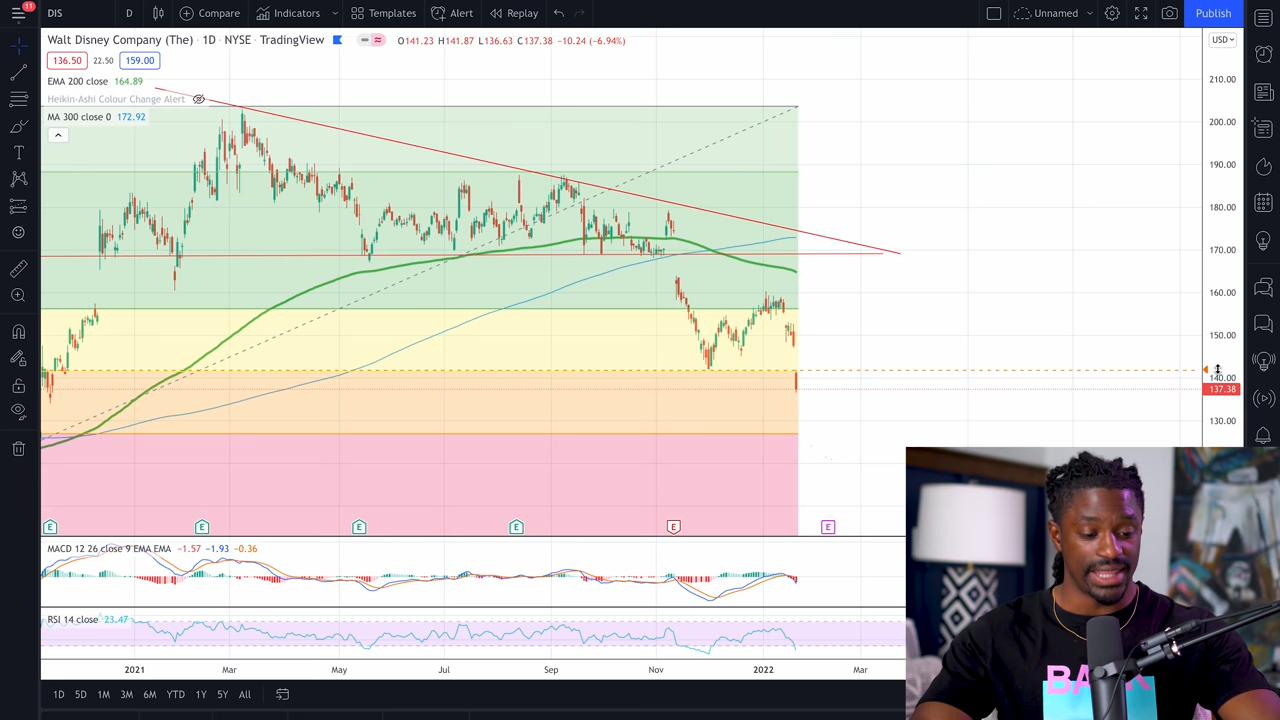 11
DIS
D
Compare
Indicators
Templates
Alert
Replay
Unnamed
Publish
Walt Disney Company (The) · 1D · NYSE · TradingView
O141.23 H141.87 L136.63 C137.38 −10.24 (−6.94%)
USD
136.50 22.50 159.00
EMA 200 close 164.89
Heikin-Ashi Colour Change Alert
MA 300 close 0 172.92
210.00
200.00
190.00
180.00
170.00
160.00
150.00
140.00
137.38
130.00
E E E E E E
MACD 12 26 close 9 EMA EMA −1.57 −1.93 −0.36
RSI 14 close 23.47
2021 Mar May Jul Sep Nov 2022 Mar
1D 5D 1M 3M 6M YTD 1Y 5Y All